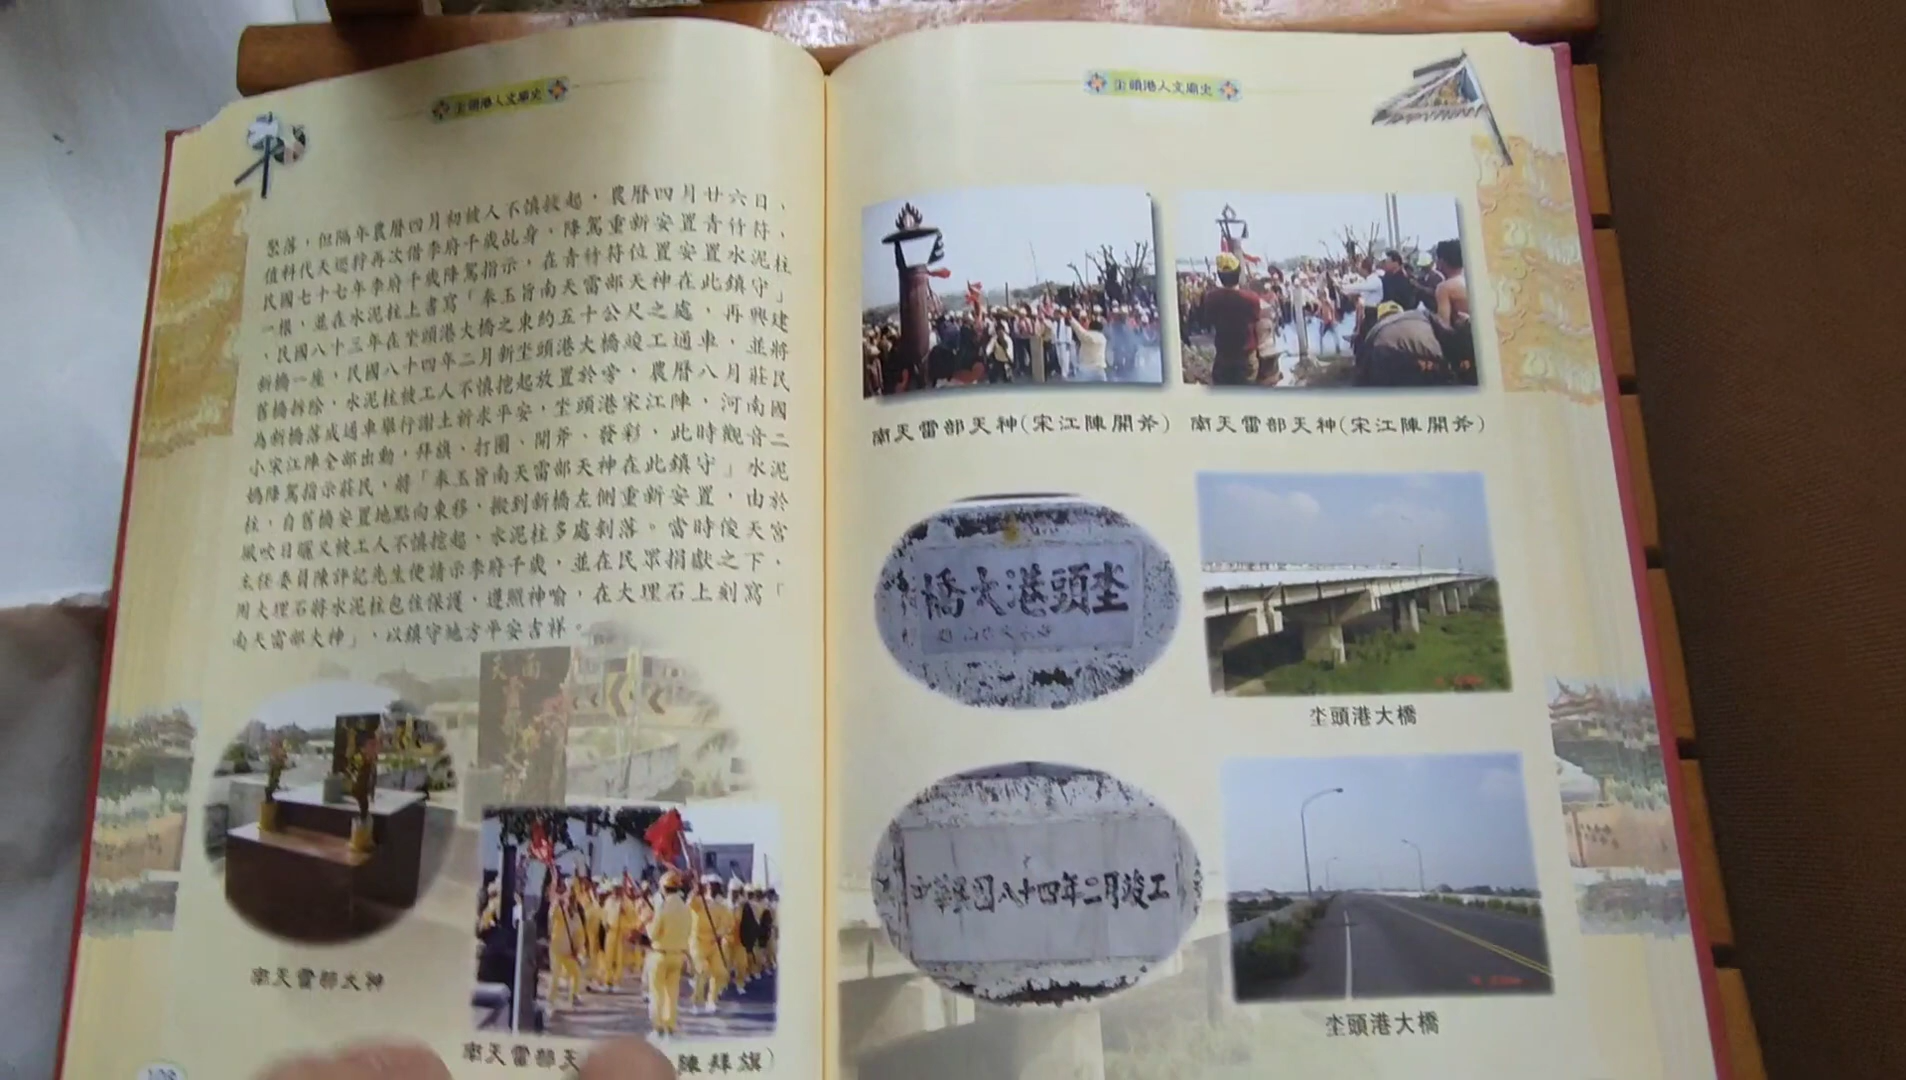 坔頭港人文廟史
聚落，但隔年農曆四月初被人不慎挖起，農曆四月廿六日、
值科代天巡狩再次借李府千歲乩身，降駕重新安置青竹符、
民國七十七年李府千歲降駕指示，在青竹符位置安置水泥柱
一根，並在水泥柱上書寫「奉玉旨南天雷部天神在此鎮守」
，民國八十三年在坔頭港大橋之東約五十公尺之處，再興建
新橋一座，民國八十四年二月新坔頭港大橋竣工通車，並將
舊橋拆除，水泥柱被工人不慎挖起放置於旁，農曆八月莊民
為新橋落成通車舉行謝土祈求平安，坔頭港宋江陣，河南國
小宋江陣全部出動，拜旗、打圈、開斧、發彩，此時觀音二
媽降駕指示莊民，將「奉玉旨南天雷部天神在此鎮守」水泥
柱，自舊橋安置地點向東移，搬到新橋左側重新安置，由於
風吹日曬又被工人不慎挖起，水泥柱多處剝落。當時復天宮
主任委員陳評記先生便請示李府千歲，並在民眾捐獻之下，
用大理石將水泥柱包住保護，遵照神喻，在大理石上刻寫「
南天雷部大神」，以鎮守地方平安吉祥。
南天雷部大神
南天雷部天
陳拜旗）
坔頭港人文廟史
南天雷部天神(宋江陣開斧)
南天雷部天神(宋江陣開斧)
橋大港頭坔
坔頭港大橋
中華民國八十四年二月竣工
坔頭港大橋